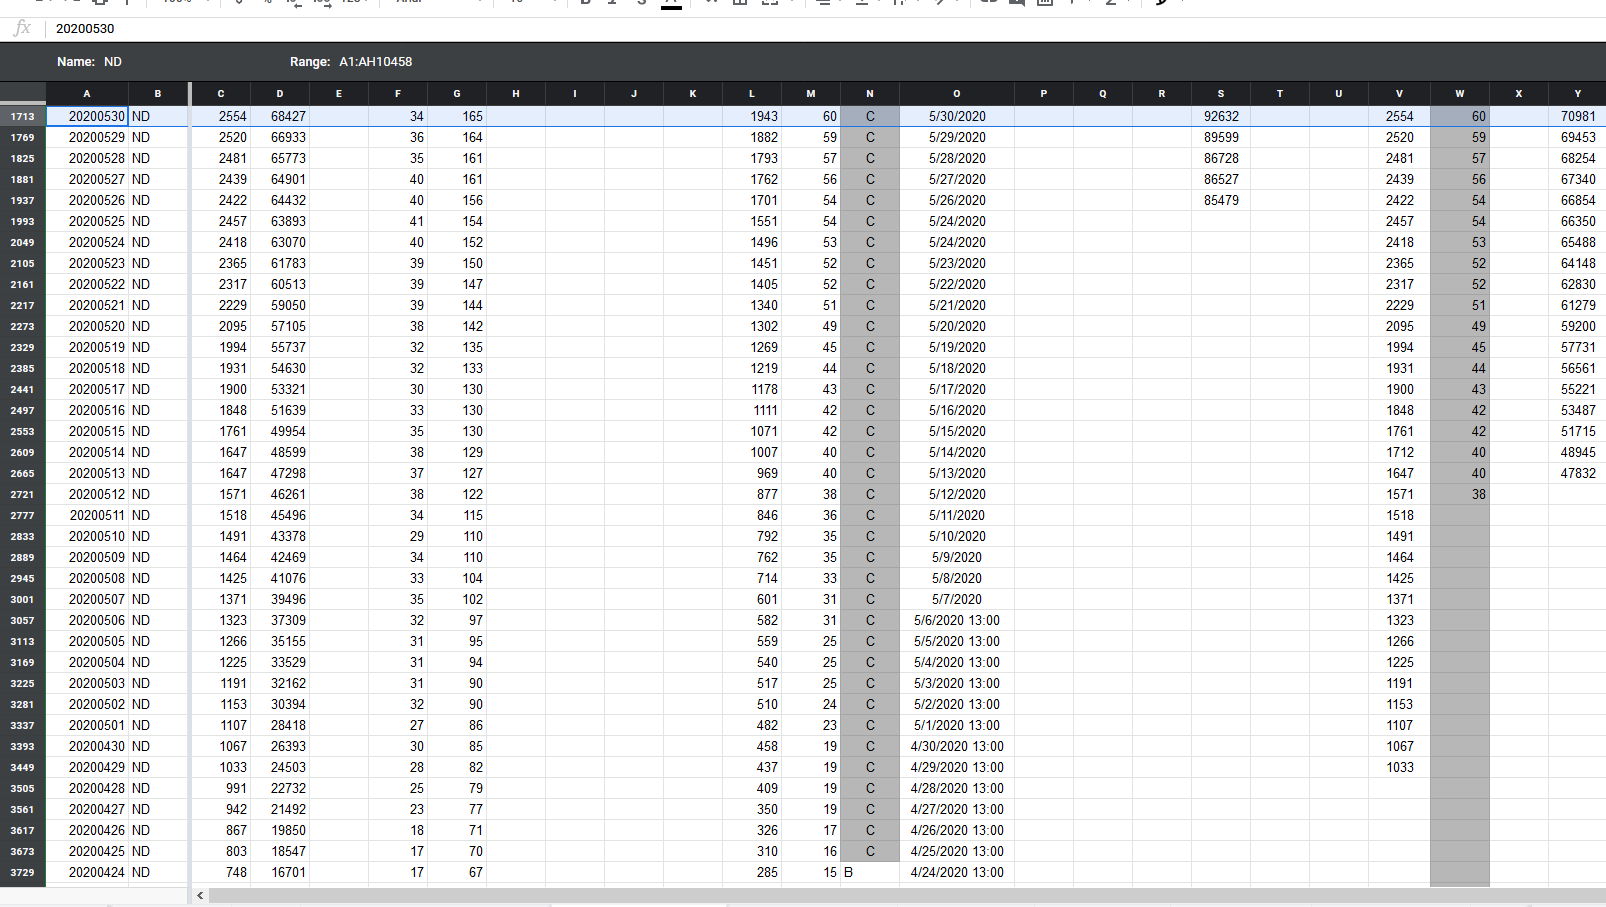 20200530
Name: ND Range: A1:AH10458
A B C D E F G H I J K L M N O P Q R S T U V W X Y
1713 20200530 ND 2554 68427 34 165 1943 60 C 5/30/2020 92632 2554 60 70981
1769 20200529 ND 2520 66933 36 164 1882 59 C 5/29/2020 89599 2520 59 69453
1825 20200528 ND 2481 65773 35 161 1793 57 C 5/28/2020 86728 2481 57 68254
1881 20200527 ND 2439 64901 40 161 1762 56 C 5/27/2020 86527 2439 56 67340
1937 20200526 ND 2422 64432 40 156 1701 54 C 5/26/2020 85479 2422 54 66854
1993 20200525 ND 2457 63893 41 154 1551 54 C 5/24/2020 2457 54 66350
2049 20200524 ND 2418 63070 40 152 1496 53 C 5/24/2020 2418 53 65488
2105 20200523 ND 2365 61783 39 150 1451 52 C 5/23/2020 2365 52 64148
2161 20200522 ND 2317 60513 39 147 1405 52 C 5/22/2020 2317 52 62830
2217 20200521 ND 2229 59050 39 144 1340 51 C 5/21/2020 2229 51 61279
2273 20200520 ND 2095 57105 38 142 1302 49 C 5/20/2020 2095 49 59200
2329 20200519 ND 1994 55737 32 135 1269 45 C 5/19/2020 1994 45 57731
2385 20200518 ND 1931 54630 32 133 1219 44 C 5/18/2020 1931 44 56561
2441 20200517 ND 1900 53321 30 130 1178 43 C 5/17/2020 1900 43 55221
2497 20200516 ND 1848 51639 33 130 1111 42 C 5/16/2020 1848 42 53487
2553 20200515 ND 1761 49954 35 130 1071 42 C 5/15/2020 1761 42 51715
2609 20200514 ND 1647 48599 38 129 1007 40 C 5/14/2020 1712 40 48945
2665 20200513 ND 1647 47298 37 127 969 40 C 5/13/2020 1647 40 47832
2721 20200512 ND 1571 46261 38 122 877 38 C 5/12/2020 1571 38
2777 20200511 ND 1518 45496 34 115 846 36 C 5/11/2020 1518
2833 20200510 ND 1491 43378 29 110 792 35 C 5/10/2020 1491
2889 20200509 ND 1464 42469 34 110 762 35 C 5/9/2020 1464
2945 20200508 ND 1425 41076 33 104 714 33 C 5/8/2020 1425
3001 20200507 ND 1371 39496 35 102 601 31 C 5/7/2020 1371
3057 20200506 ND 1323 37309 32 97 582 31 C 5/6/2020 13:00 1323
3113 20200505 ND 1266 35155 31 95 559 25 C 5/5/2020 13:00 1266
3169 20200504 ND 1225 33529 31 94 540 25 C 5/4/2020 13:00 1225
3225 20200503 ND 1191 32162 31 90 517 25 C 5/3/2020 13:00 1191
3281 20200502 ND 1153 30394 32 90 510 24 C 5/2/2020 13:00 1153
3337 20200501 ND 1107 28418 27 86 482 23 C 5/1/2020 13:00 1107
3393 20200430 ND 1067 26393 30 85 458 19 C 4/30/2020 13:00 1067
3449 20200429 ND 1033 24503 28 82 437 19 C 4/29/2020 13:00 1033
3505 20200428 ND 991 22732 25 79 409 19 C 4/28/2020 13:00
3561 20200427 ND 942 21492 23 77 350 19 C 4/27/2020 13:00
3617 20200426 ND 867 19850 18 71 326 17 C 4/26/2020 13:00
3673 20200425 ND 803 18547 17 70 310 16 C 4/25/2020 13:00
3729 20200424 ND 748 16701 17 67 285 15 B 4/24/2020 13:00